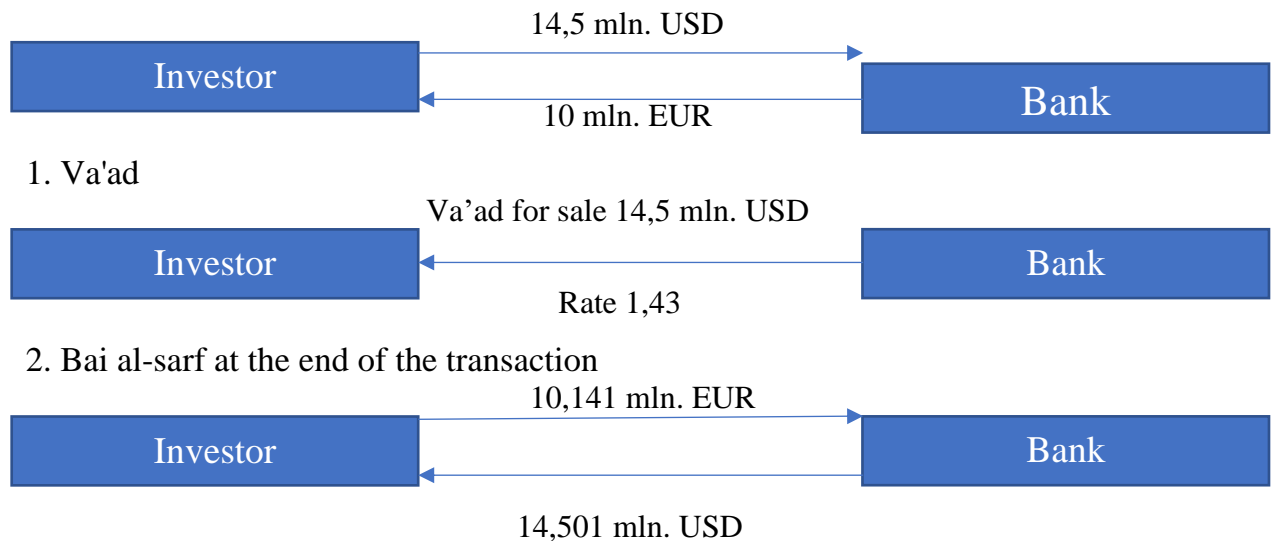 14,5 mln. USD
Investor
Bank
10 mln. EUR
1. Va'ad
Va’ad for sale 14,5 mln. USD
Investor
Bank
Rate 1,43
2. Bai al-sarf at the end of the transaction
10,141 mln. EUR
Investor
Bank
14,501 mln. USD